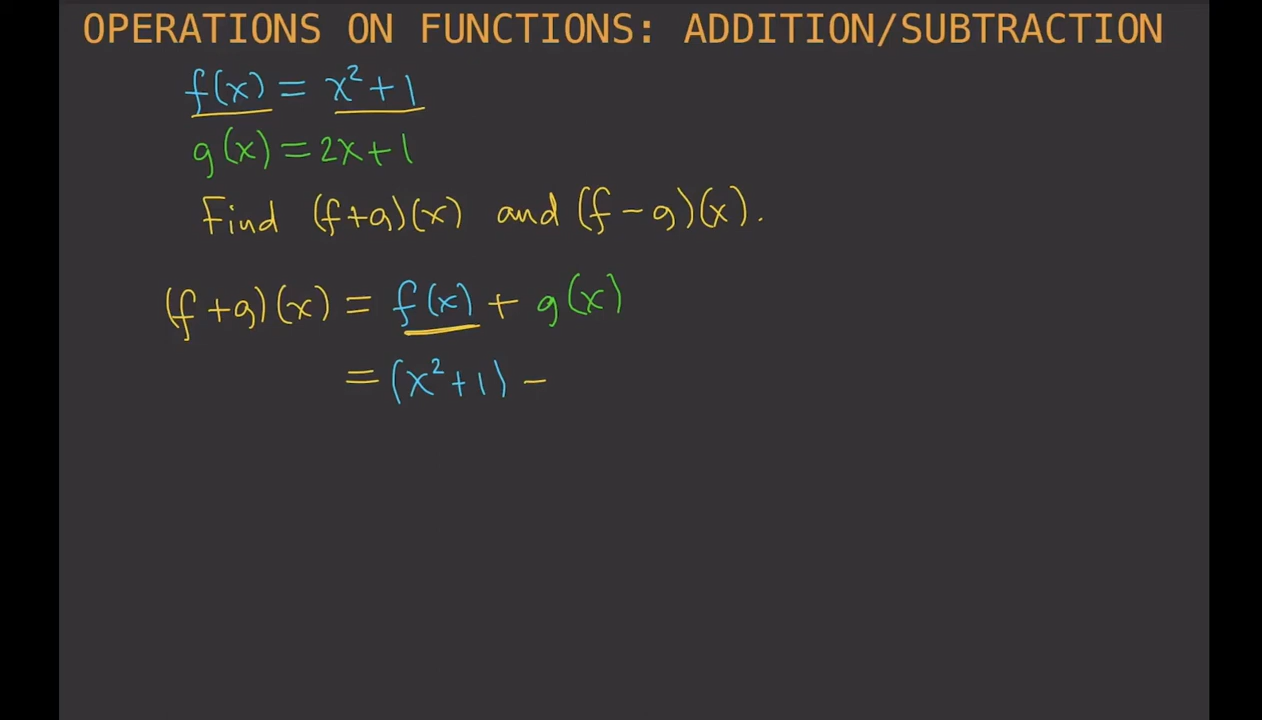 OPERATIONS ON FUNCTIONS: ADDITION/SUBTRACTION
f(x) = x² + 1
g(x) = 2x + 1
Find (f+g)(x) and (f - g)(x).
(f + g)(x) = f(x) + g(x)
= (x² + 1) -